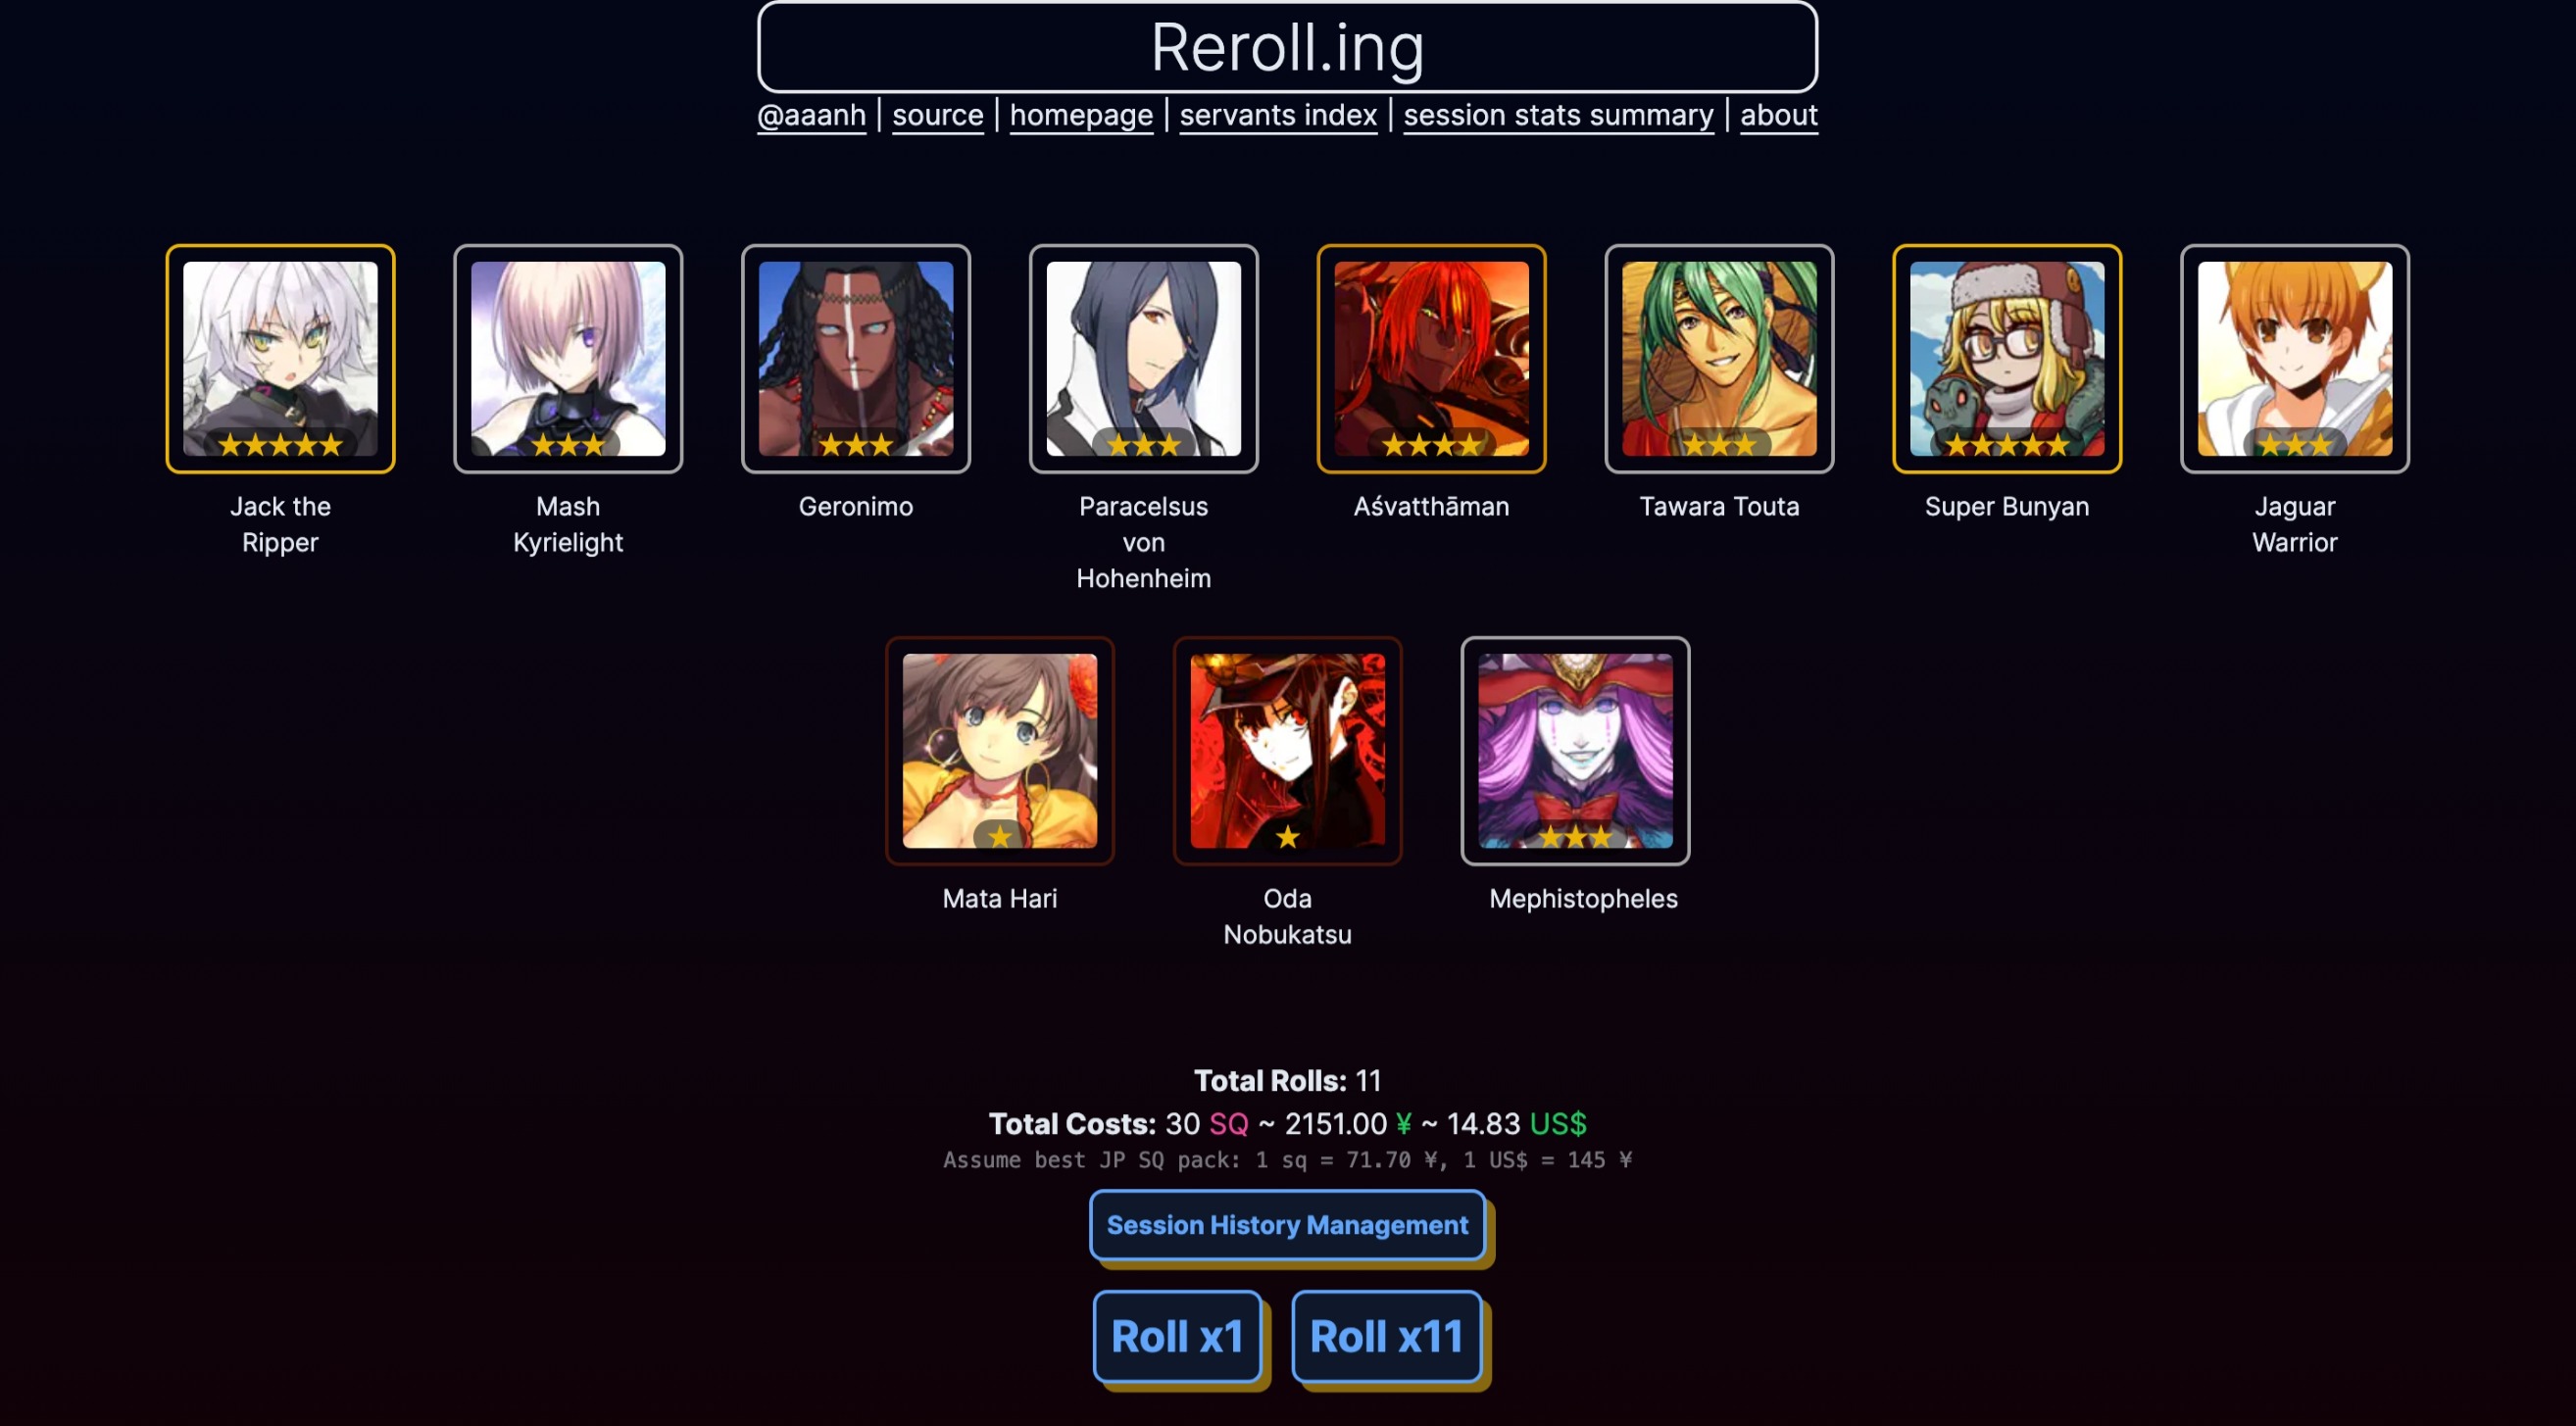 Reroll.ing
@aaanh | source | homepage | servants index | session stats summary | about
★★★★★ ★★★ ★★★ ★★★ ★★★★ ★★★ ★★★★★ ★★★
Jack the Ripper
Mash Kyrielight
Geronimo
Paracelsus von Hohenheim
Aśvatthāman
Tawara Touta
Super Bunyan
Jaguar Warrior
★ ★ ★★★
Mata Hari
Oda Nobukatsu
Mephistopheles
Total Rolls: 11
Total Costs: 30 SQ ~ 2151.00 ¥ ~ 14.83 US$
Assume best JP SQ pack: 1 sq = 71.70 ¥, 1 US$ = 145 ¥
Session History Management
Roll x1
Roll x11